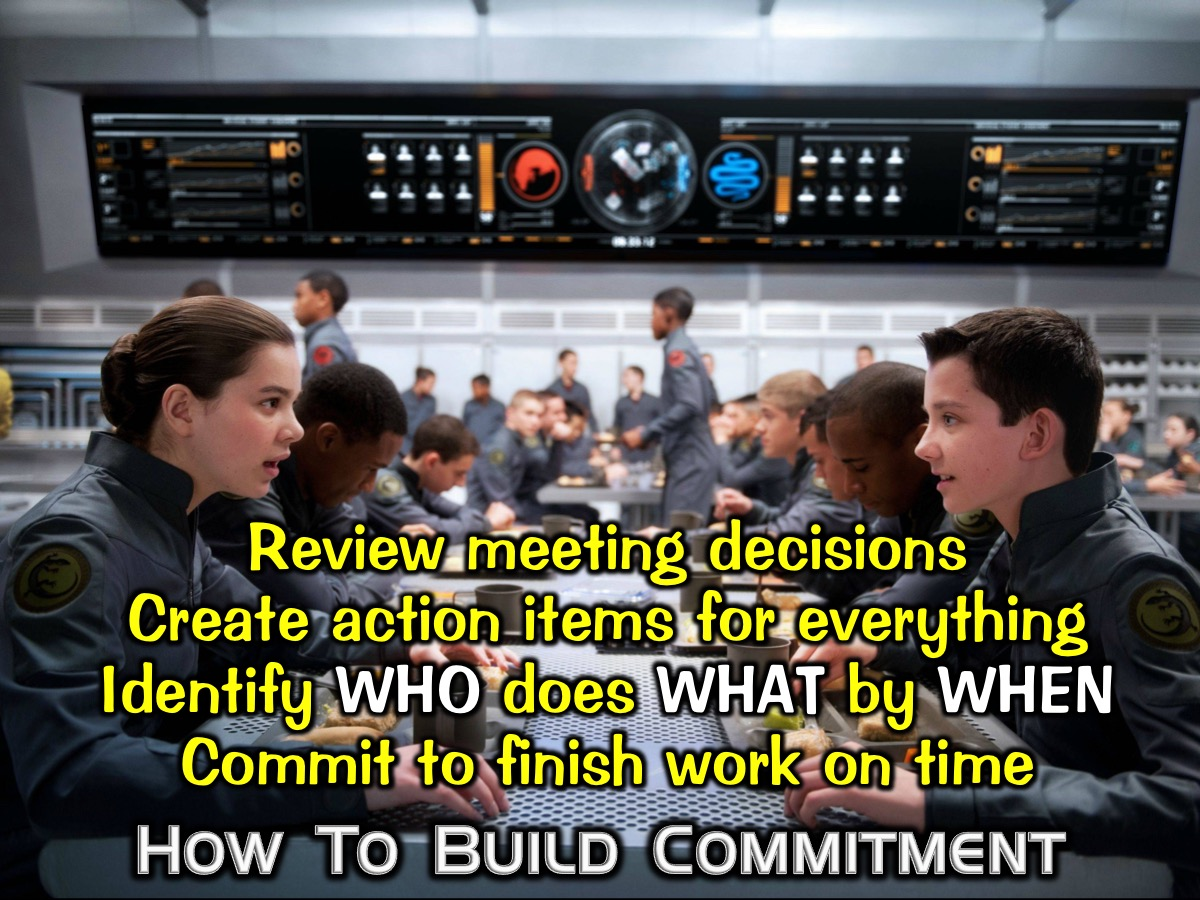 Review meeting decisions
Create action items for everything
Identify WHO does WHAT by WHEN
Commit to finish work on time
How To Build Commitment